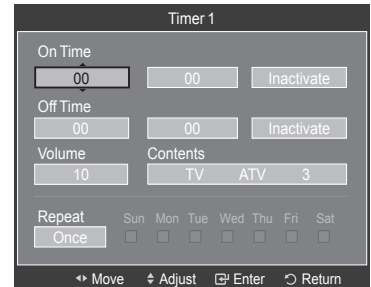 Timer 1
On Time
00 00 Inactivate
Off Time
00 00 Inactivate
Volume Contents
10 TV ATV 3
Repeat Sun Mon Tue Wed Thu Fri Sat
Once
Move Adjust Enter Return